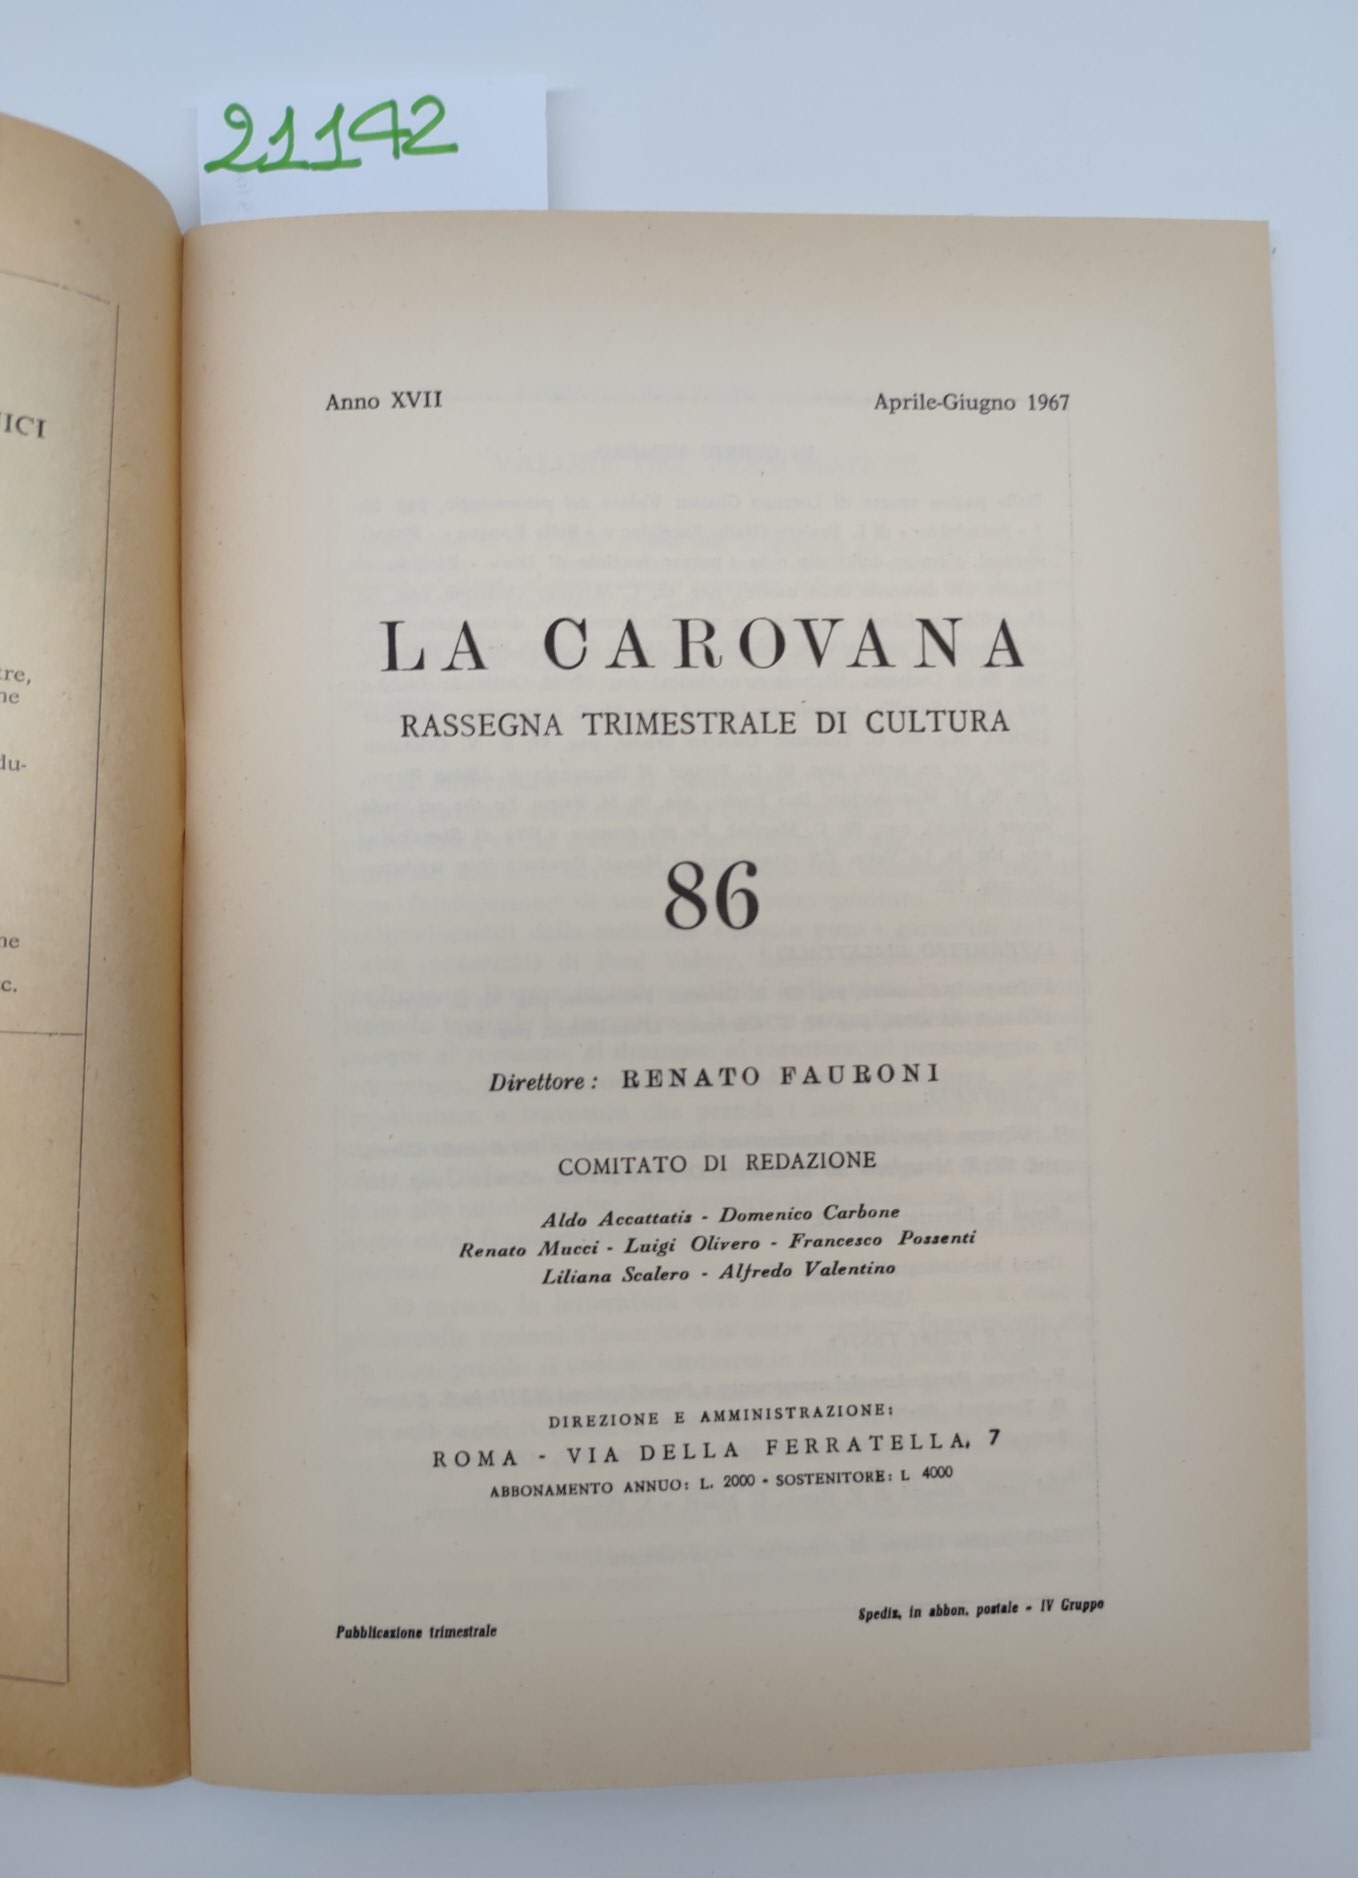 21142
Anno XVII
Aprile-Giugno 1967
LA CAROVANA
RASSEGNA TRIMESTRALE DI CULTURA
86
Direttore: RENATO FAURONI
COMITATO DI REDAZIONE
Aldo Accattatis - Domenico Carbone
Renato Mucci - Luigi Olivero - Francesco Possenti
Liliana Scalero - Alfredo Valentino
DIREZIONE E AMMINISTRAZIONE:
ROMA - VIA DELLA FERRATELLA, 7
ABBONAMENTO ANNUO: L. 2000 - SOSTENITORE: L 4000
Pubblicazione trimestrale
Spediz. in abbon. postale - IV Gruppo